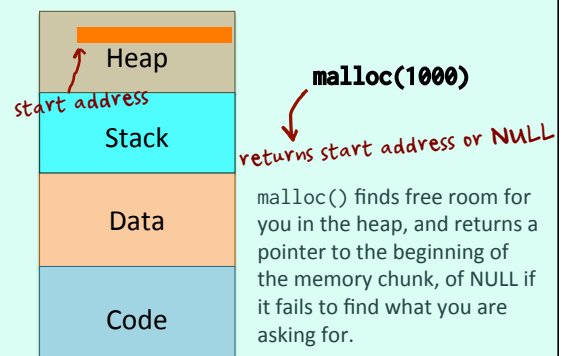 Heap
malloc(1000)
start address
Stack
returns start address or NULL
Data
malloc() finds free room for
you in the heap, and returns a
pointer to the beginning of
the memory chunk, of NULL if
it fails to find what you are
asking for.
Code